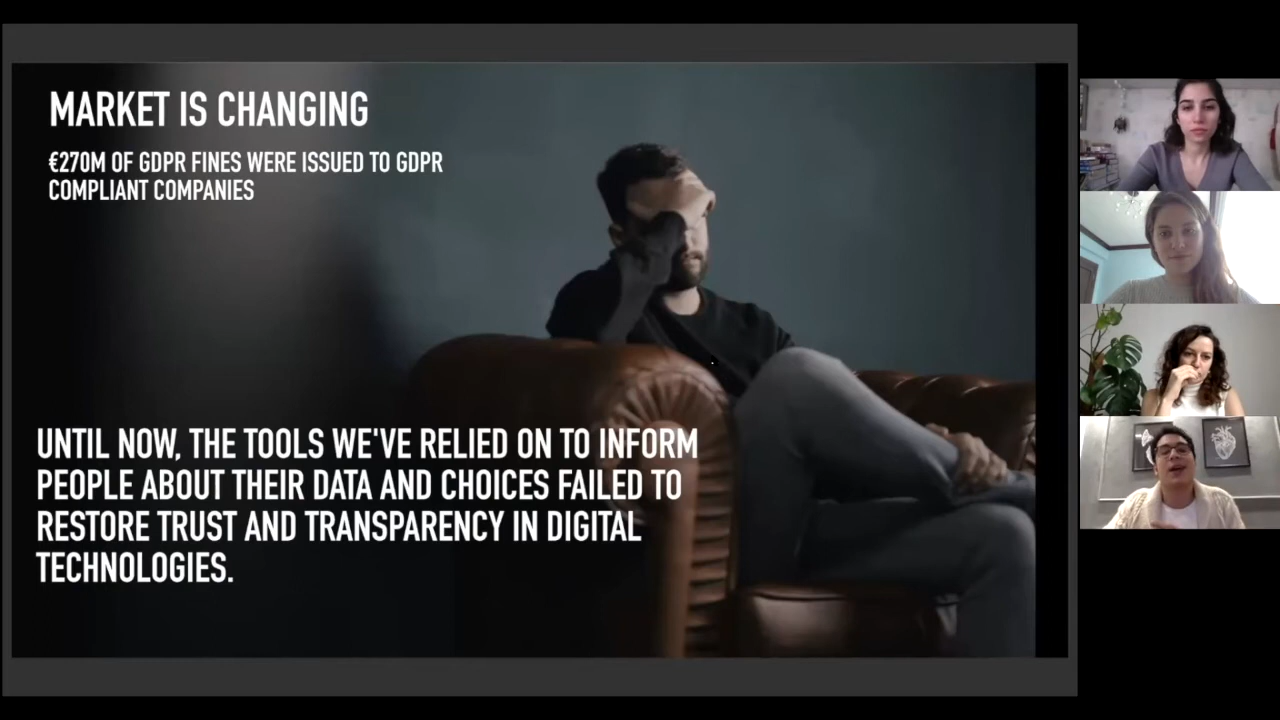 MARKET IS CHANGING
€270M OF GDPR FINES WERE ISSUED TO GDPR
COMPLIANT COMPANIES
UNTIL NOW, THE TOOLS WE'VE RELIED ON TO INFORM
PEOPLE ABOUT THEIR DATA AND CHOICES FAILED TO
RESTORE TRUST AND TRANSPARENCY IN DIGITAL
TECHNOLOGIES.